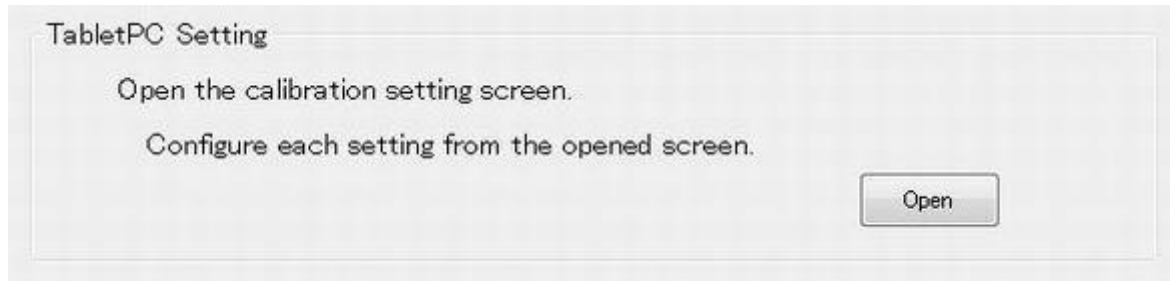 TabletPC Setting
Open the calibration setting screen.
Configure each setting from the opened screen.
Open